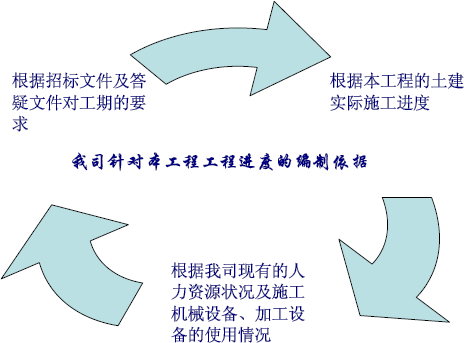 根据招标文件及答
疑文件对工期的要
求
根据本工程的土建
实际施工进度
我司针对本工程工程进度的编制依据
根据我司现有的人
力资源状况及施工
机械设备、加工设
备的使用情况